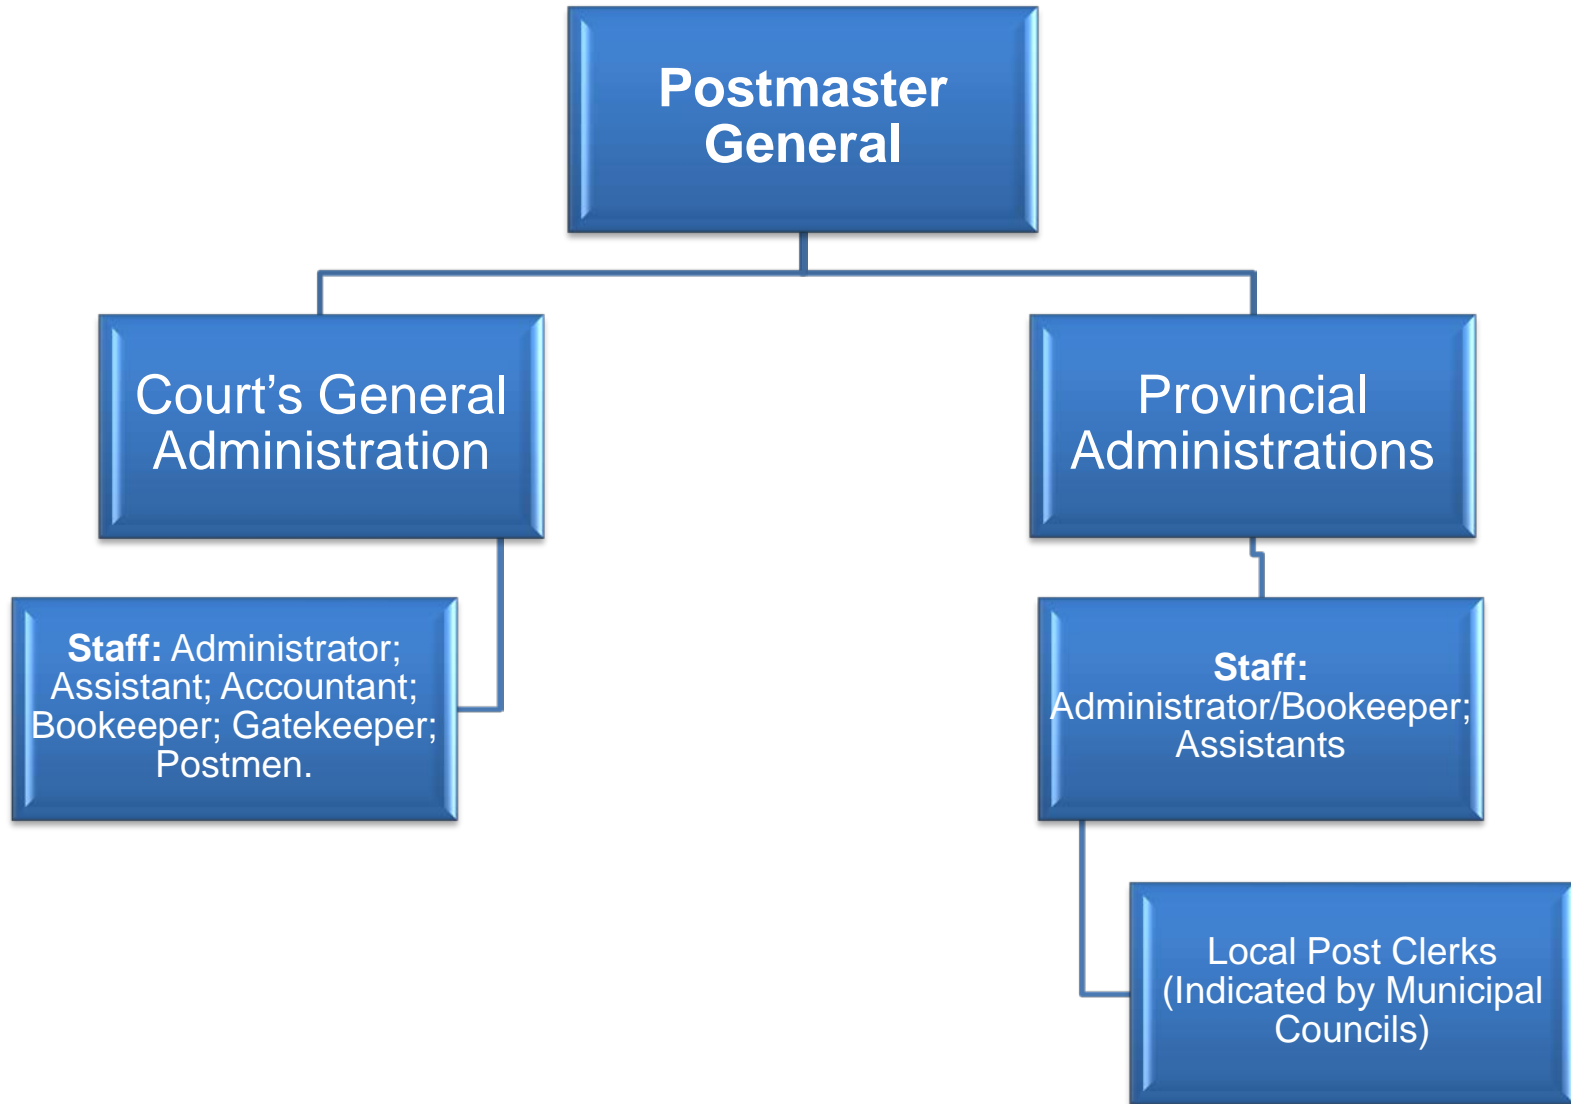 Postmaster
General
Court's General
Administration
Provincial
Administrations
Staff: Administrator;
Assistant; Accountant;
Bookeeper; Gatekeeper;
Postmen.
Staff:
Administrator/Bookeeper;
Assistants
Local Post Clerks
(Indicated by Municipal
Councils)